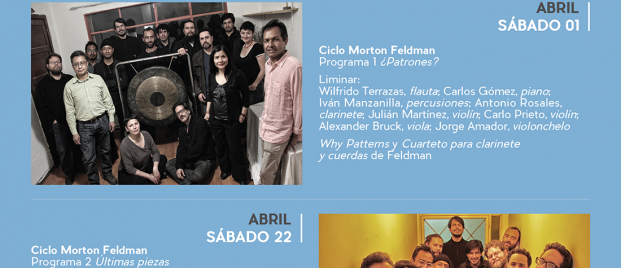 ABRIL
SÁBADO 01
Ciclo Morton Feldman
Programa 1 ¿Patrones?
Liminar:
Wilfrido Terrazas, flauta; Carlos Gómez, piano;
Iván Manzanilla, percusiones; Antonio Rosales,
clarinete; Julián Martínez, violín; Carlo Prieto, violín;
Alexander Bruck, viola; Jorge Amador, violonchelo
Why Patterns y Cuarteto para clarinete
y cuerdas de Feldman
ABRIL
SÁBADO 22
Ciclo Morton Feldman
Programa 2 Últimas piezas